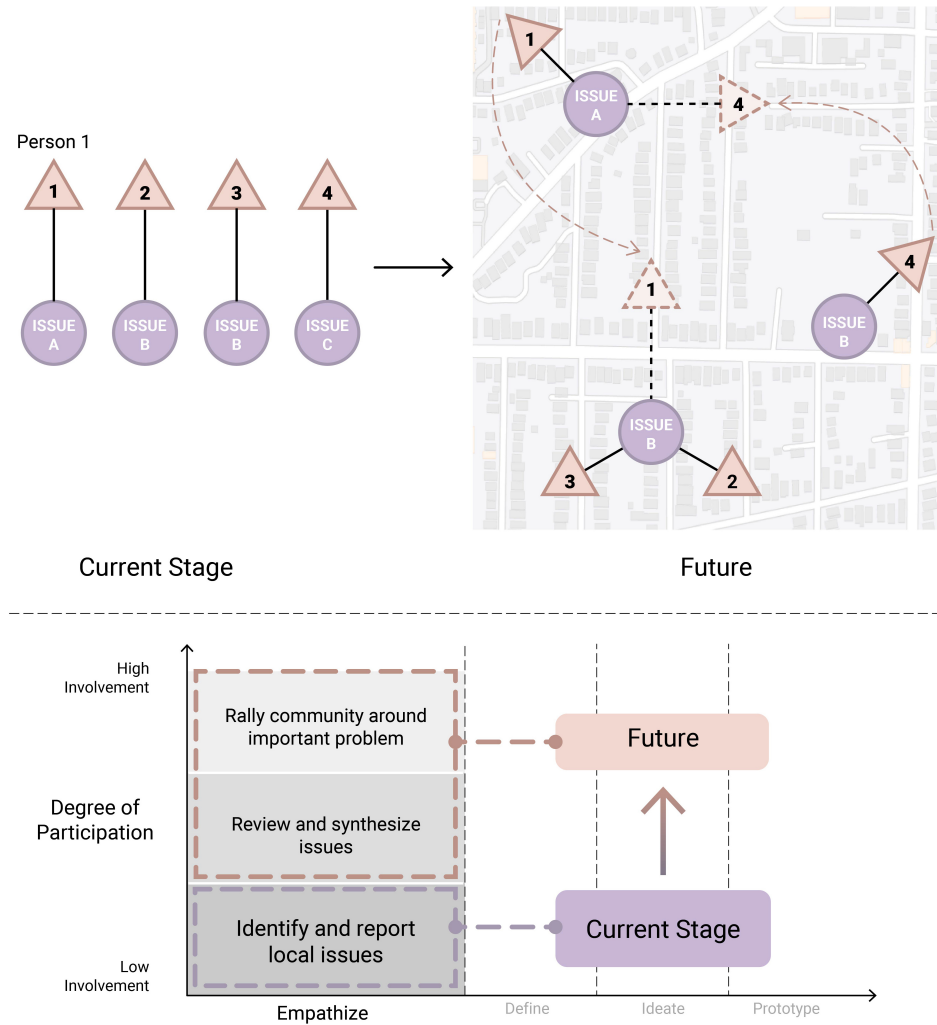 Person 1
1
2
3
4
ISSUE
A
ISSUE
B
ISSUE
B
ISSUE
C
1
ISSUE
A
4
4
1
ISSUE
B
ISSUE
B
3
2
Current Stage
Future
High
Involvement
Rally community around
important problem
Future
Degree of
Participation
Review and synthesize
issues
Identify and report
local issues
Current Stage
Low
Involvement
Empathize
Define
Ideate
Prototype